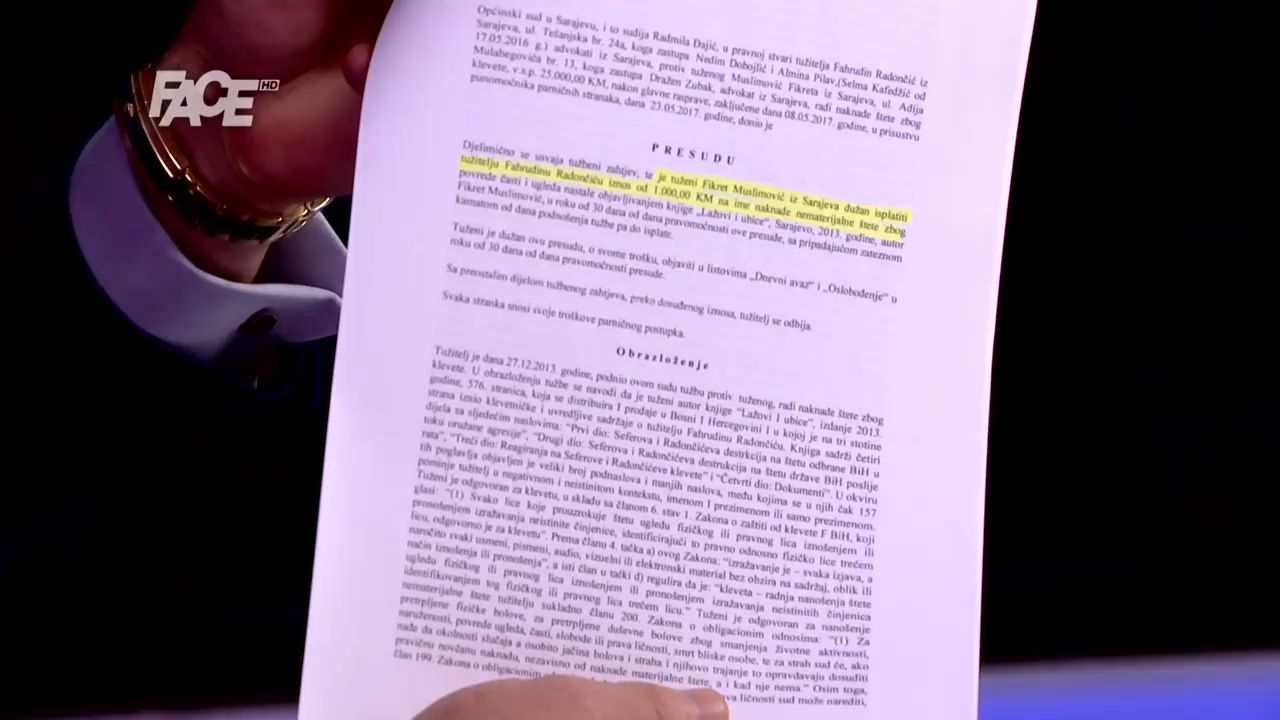 FACE HD
Općinski sud u Sarajevu, i to sudija Radmila Dajić, u pravnoj stvari tužitelja Fahrudin Radončić iz
Sarajeva, ul. Tešanjska br. 24a, koga zastupa Nedim Dobojlić i Almina Pilav,(Selma Kafedžić od
17.05.2016 g.) advokati iz Sarajeva, protiv tuženog Muslimović Fikreta iz Sarajeva, ul. Adija
Mulabegovića br. 13, koga zastupa Dražen Zubak, advokat iz Sarajeva, radi naknade štete zbog
klevete, v.s.p. 25.000,00 KM, nakon glavne rasprave, zaključene dana 08.05.2017. godine, u prisustvu
punomoćnika parničnih stranaka, dana 23.05.2017. godine, donio je
P R E S U D U
Djelimično se usvaja tužbeni zahtjev, te je tuženi Fikret Muslimović iz Sarajeva dužan isplatiti
tužitelju Fahrudinu Radončiću iznos od 1.000,00 KM na ime naknade nematerijalne štete zbog
povrede časti i ugleda nastale objavljivanjem knjige „Lažovi i ubice", Sarajevo, 2013. godine, autor
Fikret Muslimović, u roku od 30 dana od dana pravomoćnosti ove presude, sa pripadajućom zateznom
kamatom od dana podnošenja tužbe pa do isplate.
Tuženi je dužan ovu presudu, o svome trošku, objaviti u listovima „Dnevni avaz" i „Oslobođenje" u
roku od 30 dana od dana pravomoćnosti presude.
Sa preostalim dijelom tužbenog zahtjeva, preko dosuđenog iznosa, tužitelj se odbija.
Svaka stranka snosi svoje troškove parničnog postupka.
O b r a z l o ž e n j e
Tužitelj je dana 27.12.2013. godine, podnio ovom sudu tužbu protiv tuženog, radi naknade štete zbog
klevete. U obrazloženju tužbe se navodi da je tuženi autor knjige "Lažovi I ubice", izdanje 2013.
godine, 576. stranica, koja se distribuira I prodaje u Bosni I Hercegovini I u kojoj je na tri stotine
strana iznio klevetničke i uvredljive sadržaje o tužitelju Fahrudinu Radončiću. Knjiga sadrži četiri
dijela sa sljedećim naslovima: "Prvi dio: Seferova i Radončićeva destrkcija na štetu odbrane BiH u
toku oružane agresije", "Drugi dio: Seferova i Radončićeva destrukcija na štetu države BiH poslije
rata", "Treći dio: Reagiranja na Seferove i Radončićeve klevete" i "Četvrti dio: Dokumenti". U okviru
tih poglavlja objavljen je veliki broj podnaslova i manjih naslova, među kojima se u njih čak 157
pominje tužitelj u negativnom i neistinitom kontekstu, imenom I prezimenom ili samo prezimenom.
Tuženi je odgovoran za klevetu, u skladu sa članom 6. stav 1. Zakona o zaštiti od klevete F BiH, koji
glasi: "(1) Svako lice koje prouzrokuje štetu ugledu fizičkog ili pravnog lica iznošenjem ili
pronošenjem izražavanja neistinite činjenice, identificirajući to pravno odnosno fizičko lice trećem
licu, odgovorno je za klevetu". Prema članu 4. tačka a) ovog Zakona: "izražavanje je – svaka izjava, a
naročito svaki usmeni, pismeni, audio, vizuelni ili elektronski material bez obzira na sadržaj, oblik ili
način iznošenja ili pronošenja", a isti član u tački d) regulira da je: "kleveta – radnja nanošenja štete
ugledu fizičkog ili pravnog lica iznošenjem ili pronošenjem izražavanja neistinitih činjenica
identifikovanjem tog fizičkog ili pravnog lica trećem licu." Tuženi je odgovoran za nanošenje
nematerijalne štete tužitelju sukladno članu 200. Zakona o obligacionim odnosima: "(1) Za
pretrpljene fizičke bolove, za pretrpljene duševne bolove zbog smanjenja životne aktivnosti,
naruženosti, povrede ugleda, časti, slobode ili prava ličnosti, smrt bliske osobe, te za strah sud će, ako
nađe da okolnosti slučaja a osobito jačina bolova i straha i njihovo trajanje to opravdavaju dosuditi
pravičnu novčanu naknadu, nezavisno od naknade materijalne štete, a i kad nje nema." Osim toga,
član 199. Zakona o obligacionim ličnosti sud može narediti,